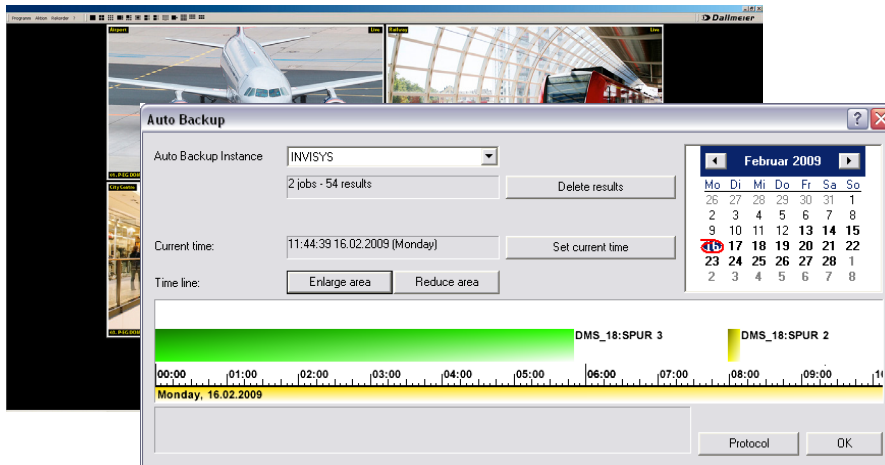 Programm Aktion Rekorder ?
Dallmeier
Airport
Live
Railway
Live
City Centre
Auto Backup
Auto Backup Instance
INVISYS
2 jobs - 54 results
Delete results
Current time:
11:44:39 16.02.2009 (Monday)
Set current time
Time line:
Enlarge area
Reduce area
Februar 2009
Mo Di Mi Do Fr Sa So
26 27 28 29 30 31 1
2 3 4 5 6 7 8
9 10 11 12 13 14 15
16 17 18 19 20 21 22
23 24 25 26 27 28 1
2 3 4 5 6 7 8
DMS_18:SPUR 3
DMS_18:SPUR 2
00:00 01:00 02:00 03:00 04:00 05:00 06:00 07:00 08:00 09:00
Monday, 16.02.2009
Protocol
OK